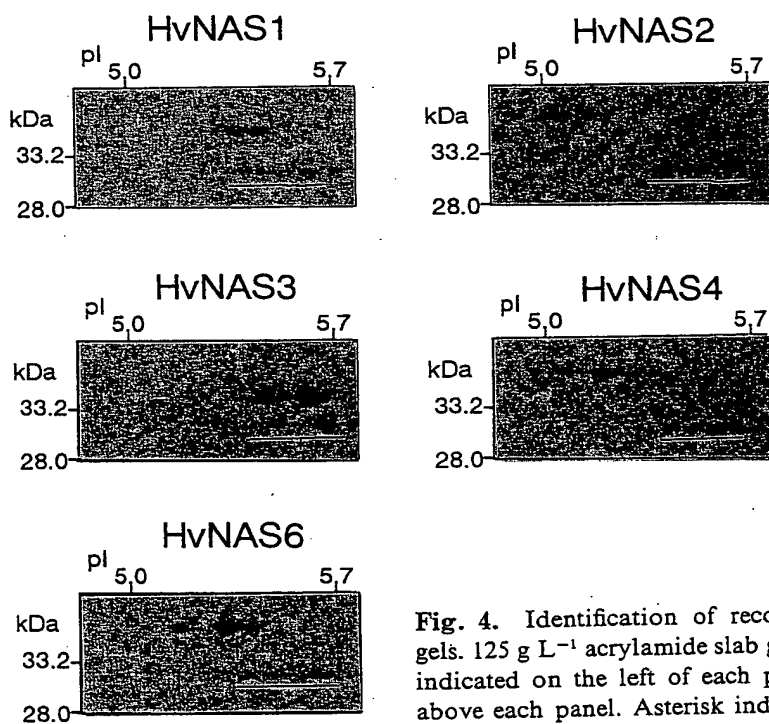 HvNAS1
pI 5.0 5.7
kDa
33.2
28.0
HvNAS2
pI 5.0 5.7
kDa
33.2
28.0
HvNAS3
pI 5.0 5.7
kDa
33.2
28.0
HvNAS4
pI 5.0 5.7
kDa
33.2
28.0
HvNAS6
pI 5.0 5.7
kDa
33.2
28.0
Fig. 4. Identification of
gels. 125 g L⁻¹ acrylamide slab
indicated on the left of each
above each panel. Asterisk